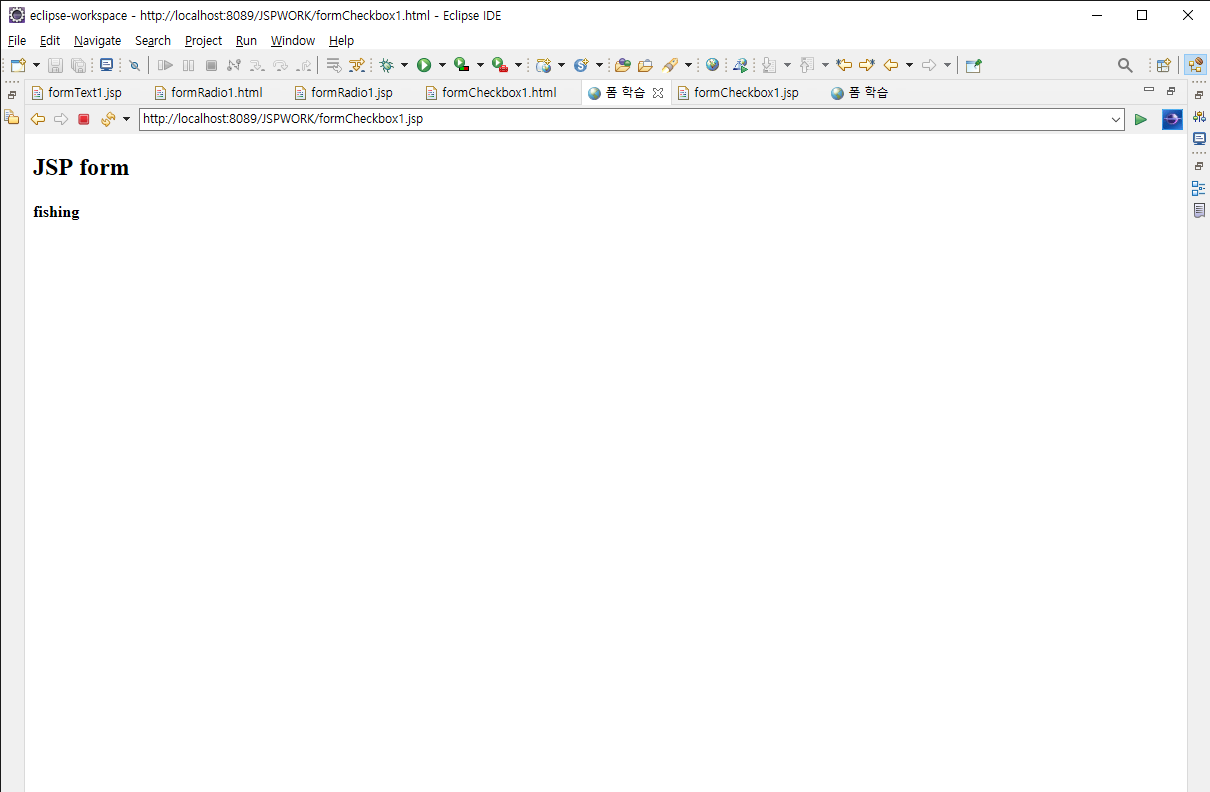 eclipse-workspace - http://localhost:8089/JSPWORK/formCheckbox1.html - Eclipse IDE
File Edit Navigate Search Project Run Window Help
formText1.jsp formRadio1.html formRadio1.jsp formCheckbox1.html 폼 학습 formCheckbox1.jsp 폼 학습
http://localhost:8089/JSPWORK/formCheckbox1.jsp
JSP form
fishing